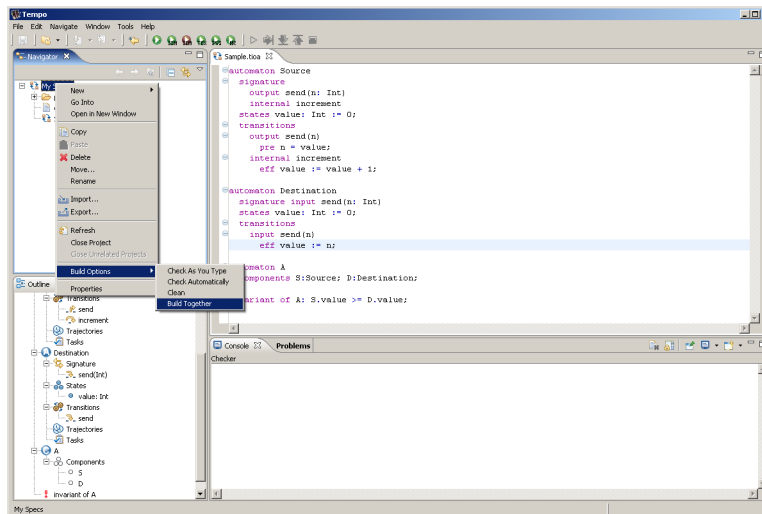 Tempo
File Edit Navigate Window Tools Help
Navigator
My S
New
Go Into
Open in New Window
Copy
Paste
Delete
Move...
Rename
Import...
Export...
Refresh
Close Project
Close Unrelated Projects
Build Options
Properties
Check As You Type
Check Automatically
Clean
Build Together
Outline
Transitions
send
increment
Trajectories
Tasks
Destination
Signature
send(Int)
States
value: Int
Transitions
send
Trajectories
Tasks
A
Components
S
D
invariant of A
Sample.tioa
automaton Source
signature
output send(n: Int)
internal increment
states value: Int := 0;
transitions
output send(n)
pre n = value;
internal increment
eff value := value + 1;
automaton Destination
signature input send(n: Int)
states value: Int := 0;
transitions
input send(n)
eff value := n;
omaton A
omponents S:Source; D:Destination;
ariant of A: S.value >= D.value;
Console Problems
Checker
My Specs